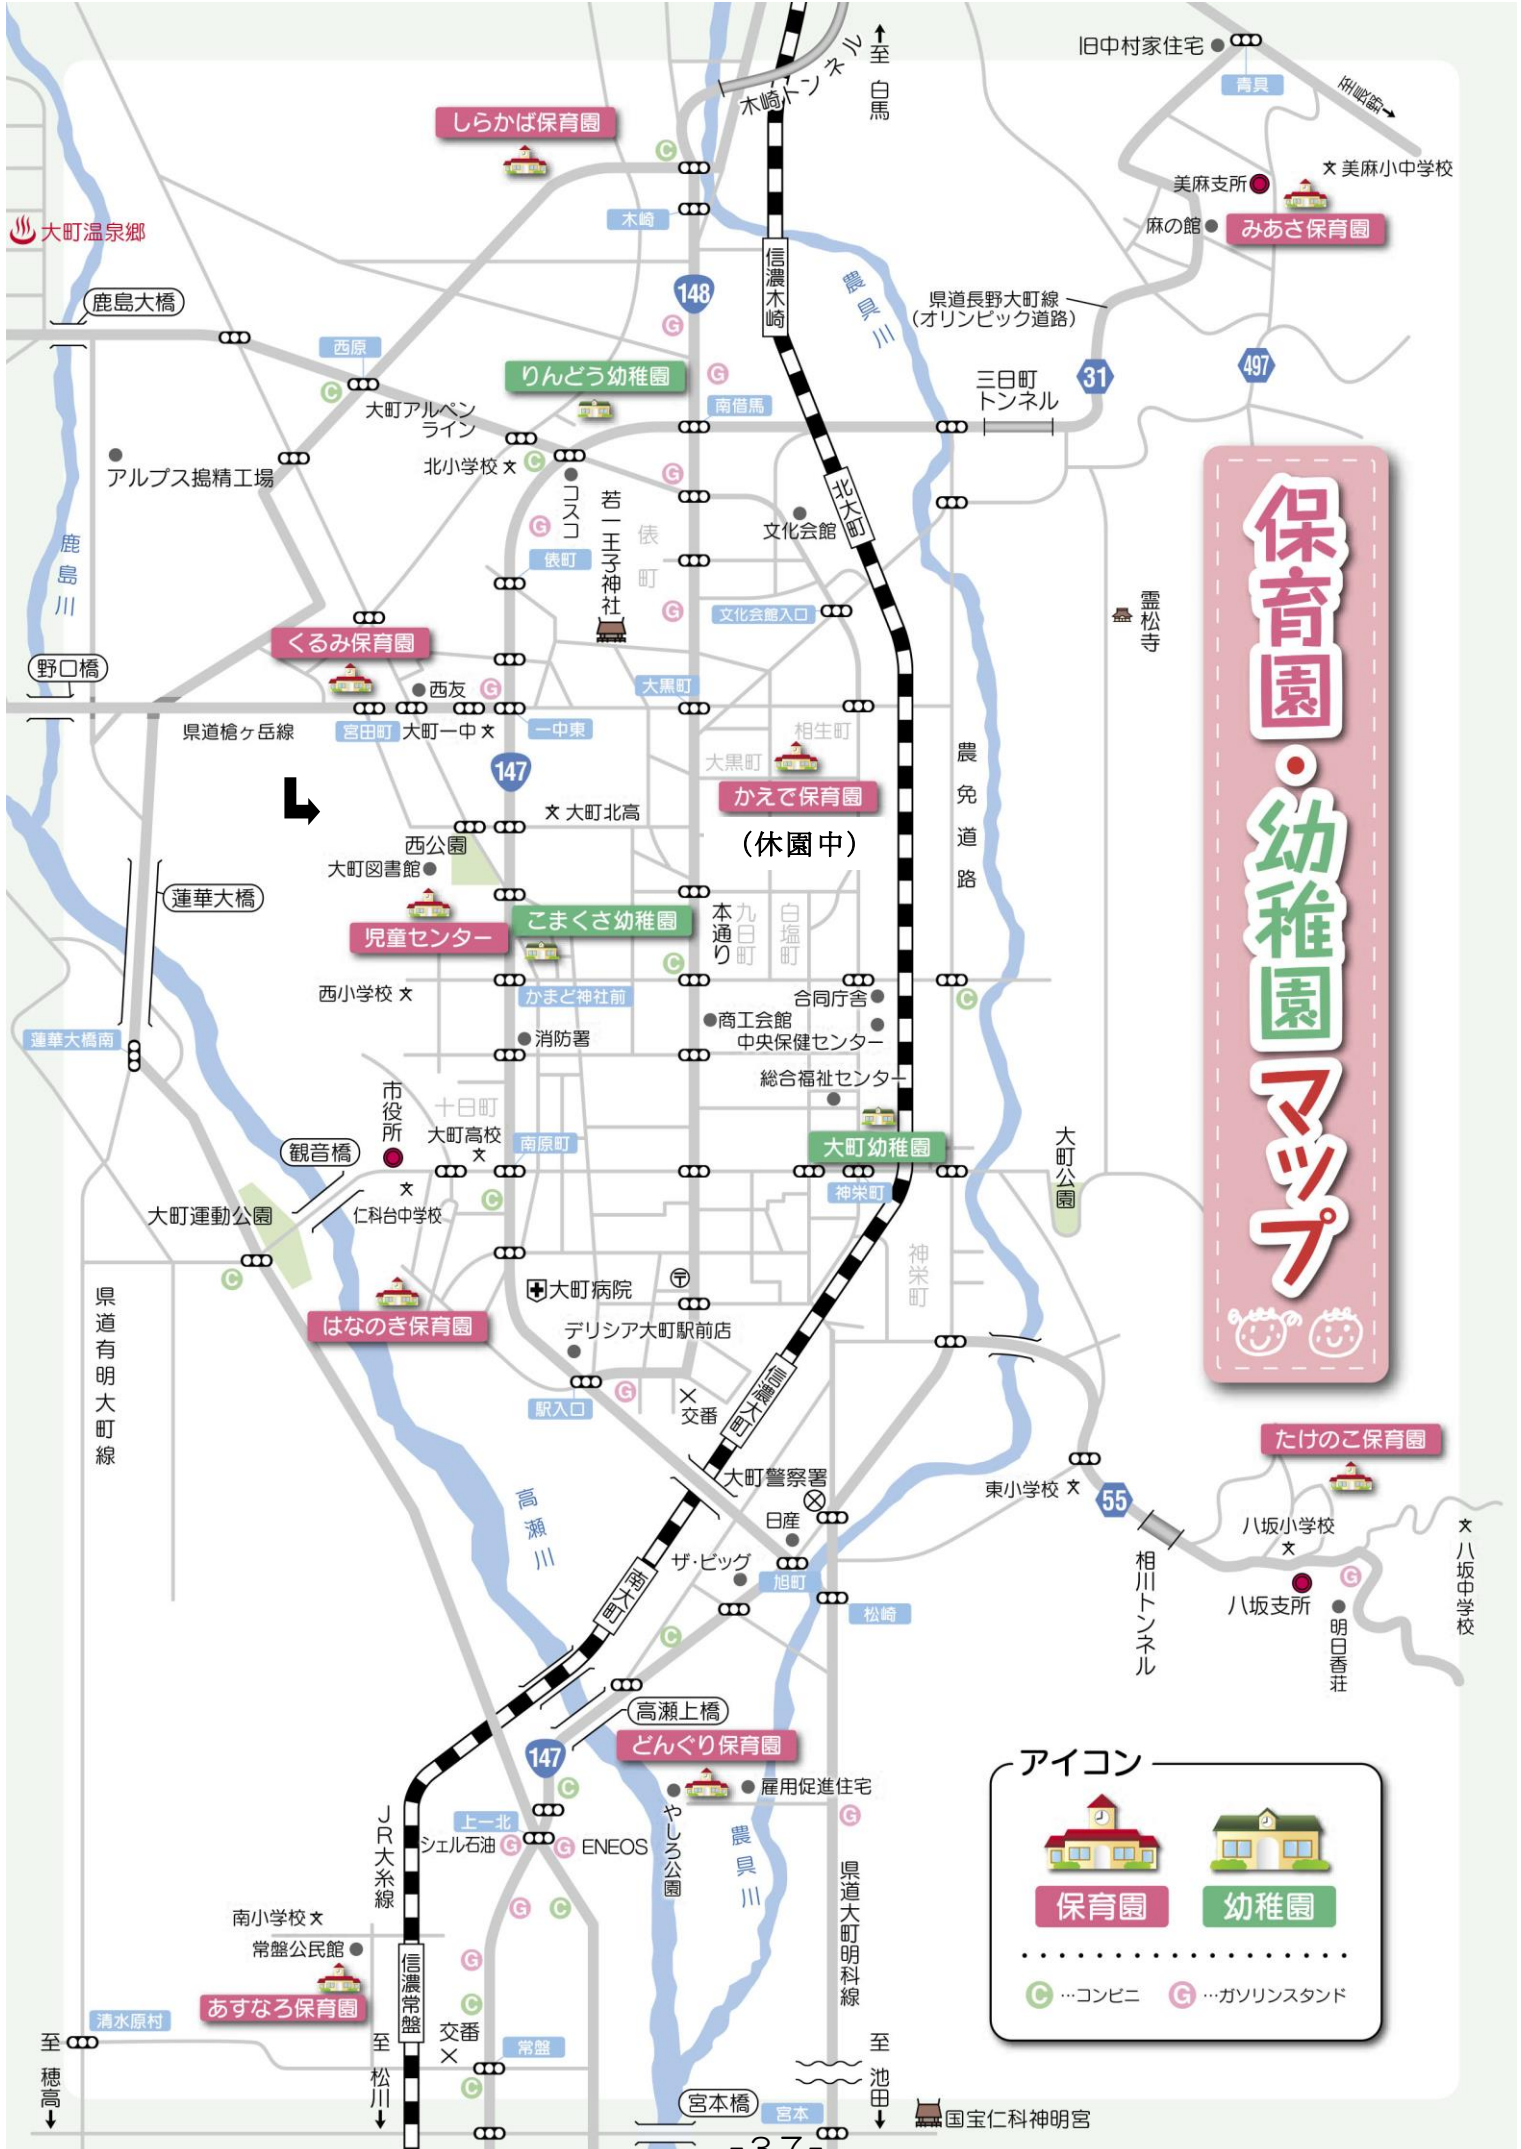 至 白馬
木崎トンネル
旧中村家住宅
青具
至長野
しらかば保育園
C
木崎
美麻小中学校
美麻支所
麻の館
みあさ保育園
大町温泉郷
信濃木崎
農具川
鹿島大橋
148
G
県道長野大町線
(オリンピック道路)
西原
C
りんどう幼稚園
G
南借馬
三日町
トンネル
31
497
大町アルペン
ライン
北小学校
C
アルプス搗精工場
コスコ
G
G
若一王子神社
俵町
俵町
文化会館
北大町
鹿島川
G
文化会館入口
霊松寺
くるみ保育園
野口橋
西友
G
大黒町
県道槍ヶ岳線
宮田町
大町一中
一中東
147
相生町
大黒町
かえで保育園
(休園中)
農免道路
大町北高
西公園
大町図書館
蓮華大橋
児童センター
こまくさ幼稚園
本通り
九日町
白塩町
C
西小学校
かまど神社前
合同庁舎
C
商工会館
中央保健センター
消防署
蓮華大橋南
総合福祉センター
市役所
十日町
大町高校
南原町
大町幼稚園
神栄町
大町公園
観音橋
仁科台中学校
C
大町運動公園
C
神栄町
県道有明大町線
はなのき保育園
大町病院
〒
デリシア大町駅前店
駅入口
G
交番
信濃大町
大町警察署
日産
ザ・ビッグ
旭町
松崎
高瀬川
南大町
C
東小学校
55
相川トンネル
たけのこ保育園
八坂小学校
八坂支所
G
明日香荘
八坂中学校
高瀬上橋
どんぐり保育園
147
C
やしろ公園
雇用促進住宅
G
上一北
シェル石油
G
G
ENEOS
G
C
農具川
県道大町明科線
JR大糸線
南小学校
常盤公民館
あすなろ保育園
信濃常盤
G
C
清水原村
交番
常盤
C
至 穂高
至 松川
至 池田
宮本橋
宮本
国宝仁科神明宮
保育園・幼稚園マップ
アイコン
保育園
幼稚園
C …コンビニ
G …ガソリンスタンド
-37-